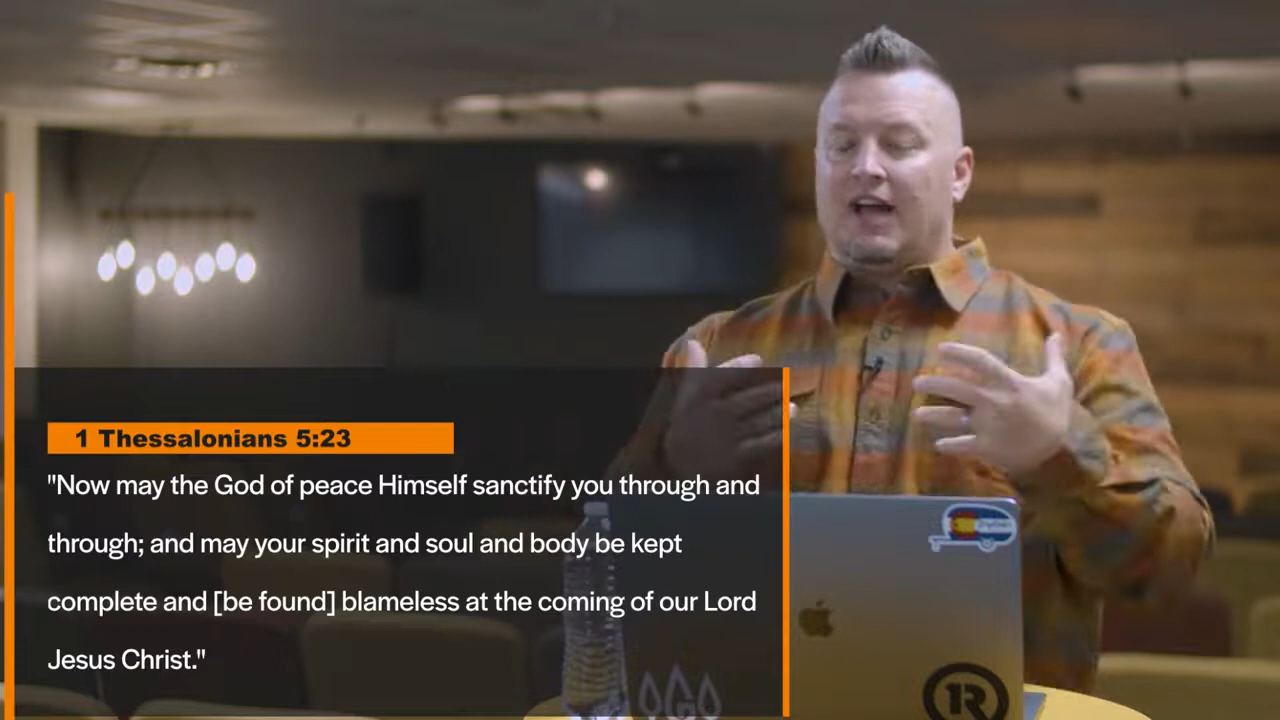 1 Thessalonians 5:23
"Now may the God of peace Himself sanctify you through and
through; and may your spirit and soul and body be kept
complete and [be found] blameless at the coming of our Lord
Jesus Christ."
1R